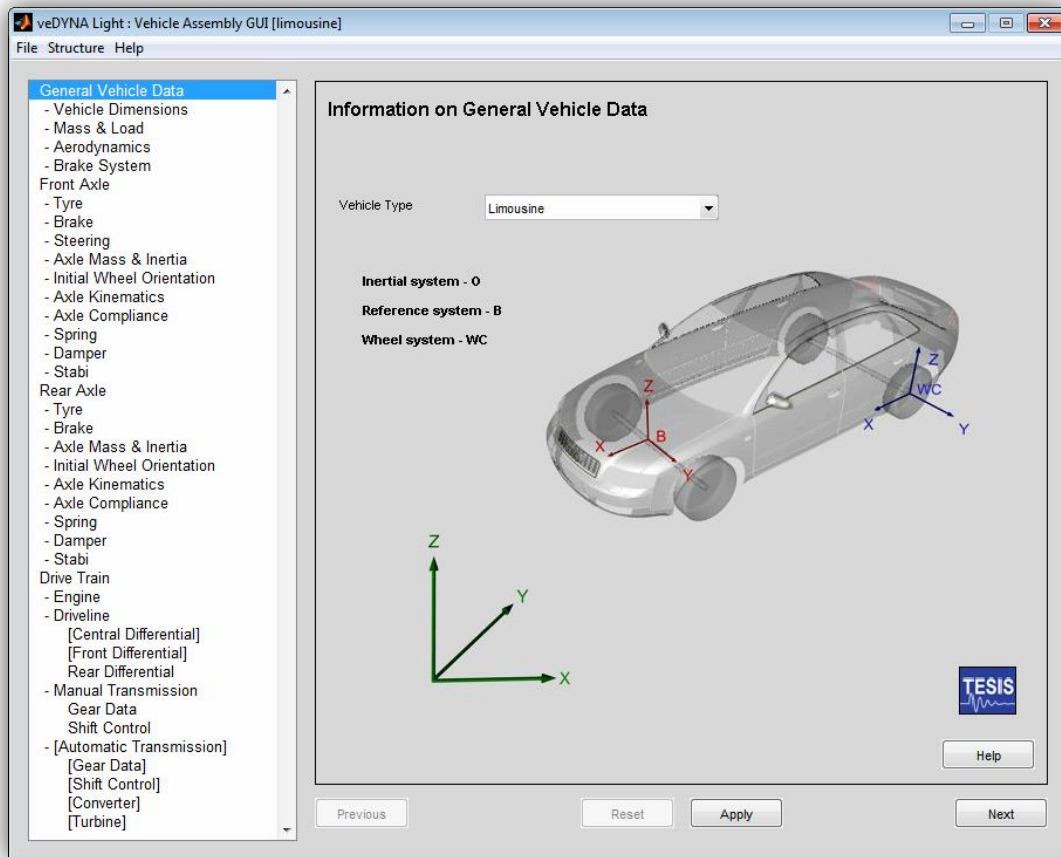 veDYNA Light : Vehicle Assembly GUI [limousine]
File Structure Help
General Vehicle Data
- Vehicle Dimensions
- Mass & Load
- Aerodynamics
- Brake System
Front Axle
- Tyre
- Brake
- Steering
- Axle Mass & Inertia
- Initial Wheel Orientation
- Axle Kinematics
- Axle Compliance
- Spring
- Damper
- Stabi
Rear Axle
- Tyre
- Brake
- Axle Mass & Inertia
- Initial Wheel Orientation
- Axle Kinematics
- Axle Compliance
- Spring
- Damper
- Stabi
Drive Train
- Engine
- Driveline
[Central Differential]
[Front Differential]
Rear Differential
- Manual Transmission
Gear Data
Shift Control
- [Automatic Transmission]
[Gear Data]
[Shift Control]
[Converter]
[Turbine]
Information on General Vehicle Data
Vehicle Type Limousine
Inertial system - O
Reference system - B
Wheel system - WC
Z
B
X
Y
Z
WC
X
Y
Z
Y
X
TESIS
Help
Previous Reset Apply Next